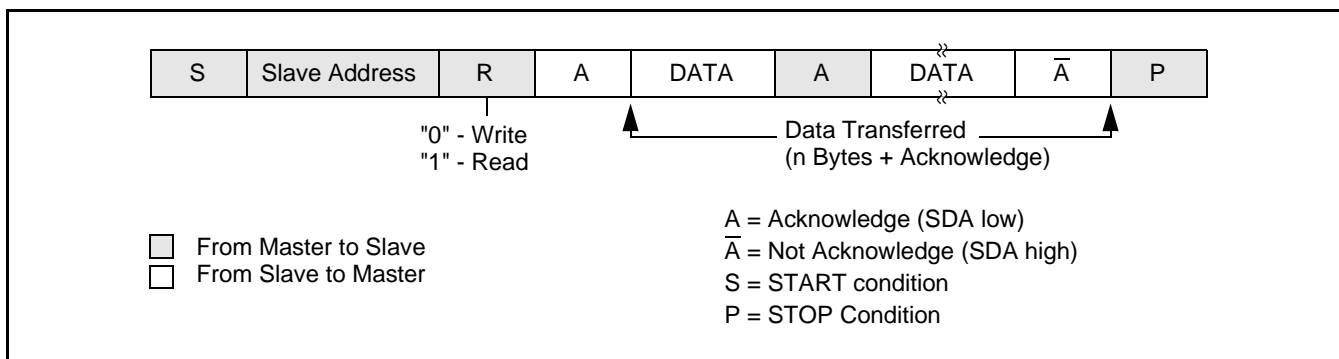 S Slave Address R A DATA A DATA A̅ P
"0" - Write
"1" - Read
Data Transferred
(n Bytes + Acknowledge)
From Master to Slave
From Slave to Master
A = Acknowledge (SDA low)
A̅ = Not Acknowledge (SDA high)
S = START condition
P = STOP Condition